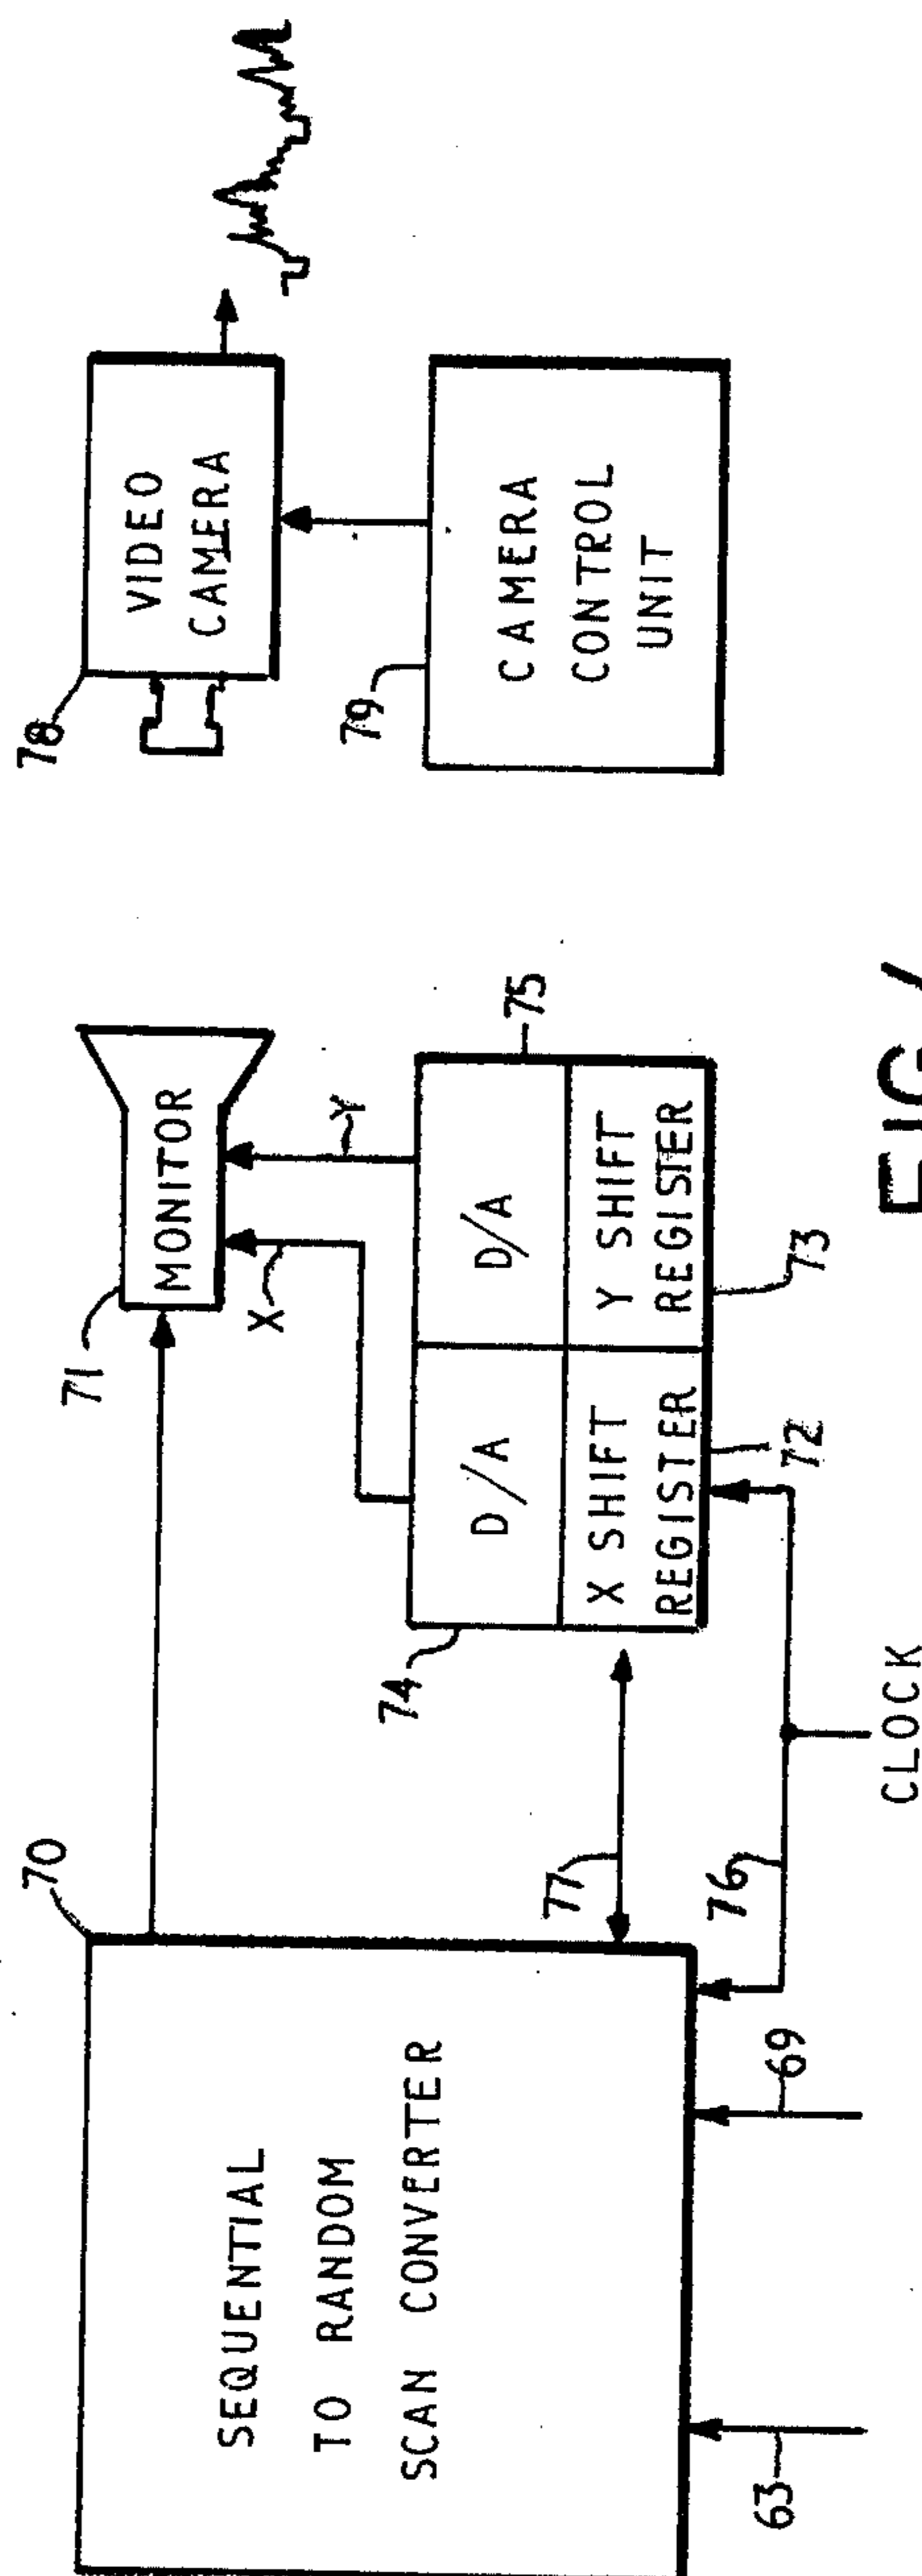 70
SEQUENTIAL
TO RANDOM
SCAN CONVERTER
63
69
76
CLOCK
77
71
MONITOR
X
Y
74
D/A
D/A
75
X SHIFT
REGISTER
Y SHIFT
REGISTER
72
73
78
VIDEO
CAMERA
79
CAMERA
CONTROL
UNIT